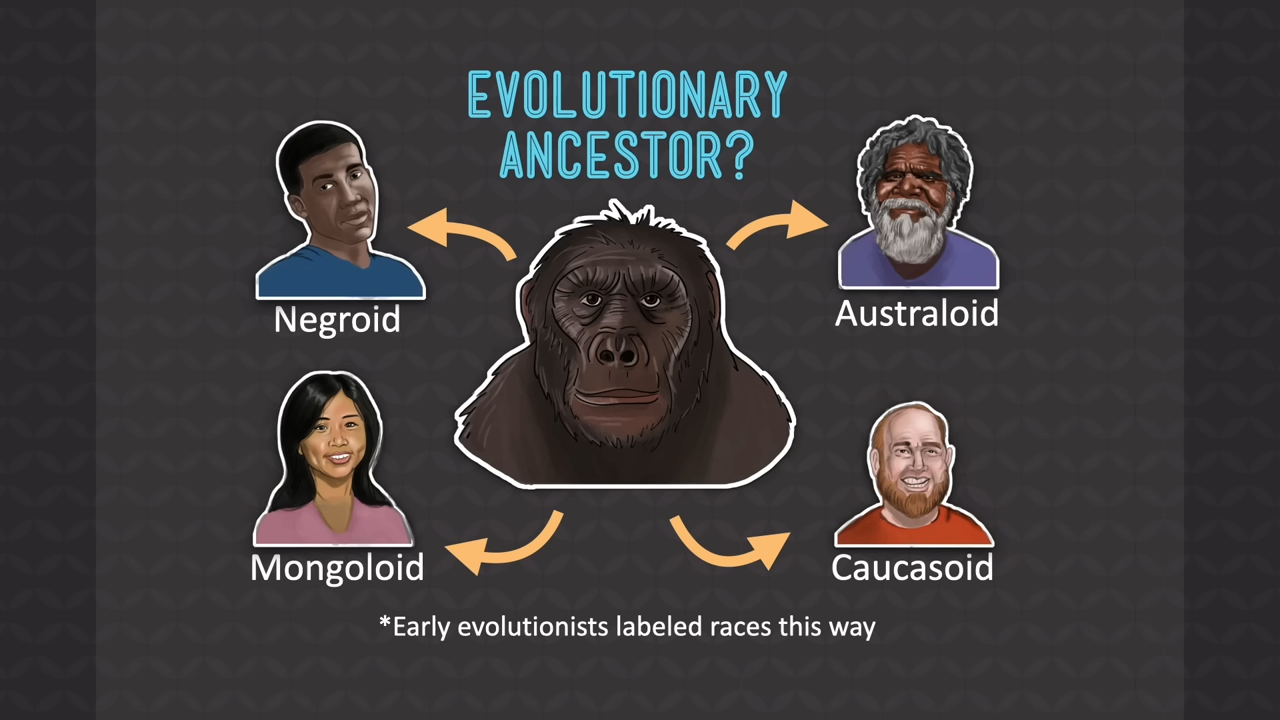 EVOLUTIONARY
ANCESTOR?
Negroid
Australoid
Mongoloid
Caucasoid
*Early evolutionists labeled races this way